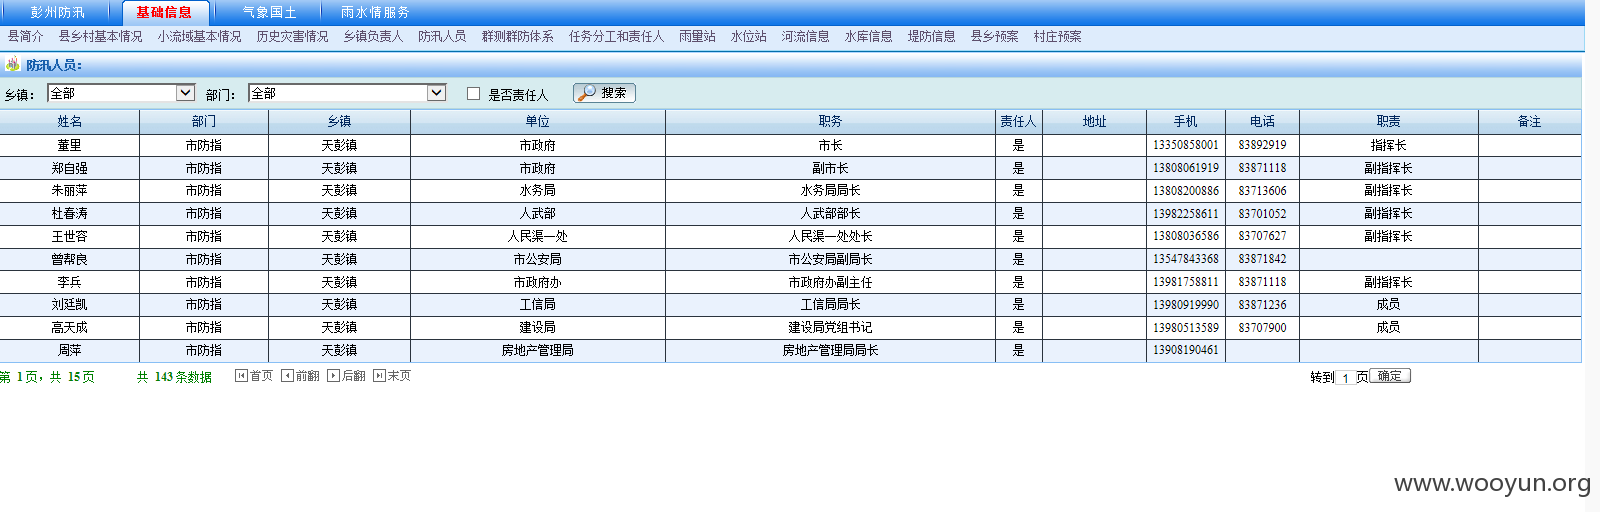 彭州防汛 基础信息 气象国土 雨水情服务
县简介 县乡村基本情况 小流域基本情况 历史灾害情况 乡镇负责人 防汛人员 群测群防体系 任务分工和责任人 雨量站 水位站 河流信息 水库信息 堤防信息 县乡预案 村庄预案
防汛人员:
乡镇: 全部 部门: 全部 是否责任人 搜索
姓名 部门 乡镇 单位 职务 责任人 地址 手机 电话 职责 备注
董里 市防指 天彭镇 市政府 市长 是 13350858001 83892919 指挥长
郑自强 市防指 天彭镇 市政府 副市长 是 13808061919 83871118 副指挥长
朱丽萍 市防指 天彭镇 水务局 水务局局长 是 13808200886 83713606 副指挥长
杜春涛 市防指 天彭镇 人武部 人武部部长 是 13982258611 83701052 副指挥长
王世容 市防指 天彭镇 人民渠一处 人民渠一处处长 是 13808036586 83707627 副指挥长
曾帮良 市防指 天彭镇 市公安局 市公安局副局长 是 13547843368 83871842
李兵 市防指 天彭镇 市政府办 市政府办副主任 是 13981758811 83871118 副指挥长
刘廷凯 市防指 天彭镇 工信局 工信局局长 是 13980919990 83871236 成员
高天成 市防指 天彭镇 建设局 建设局党组书记 是 13980513589 83707900 成员
周萍 市防指 天彭镇 房地产管理局 房地产管理局局长 是 13908190461
第 1页,共 15页 共 143条数据 首页 前翻 后翻 末页 转到 1 页 确定
www.wooyun.org